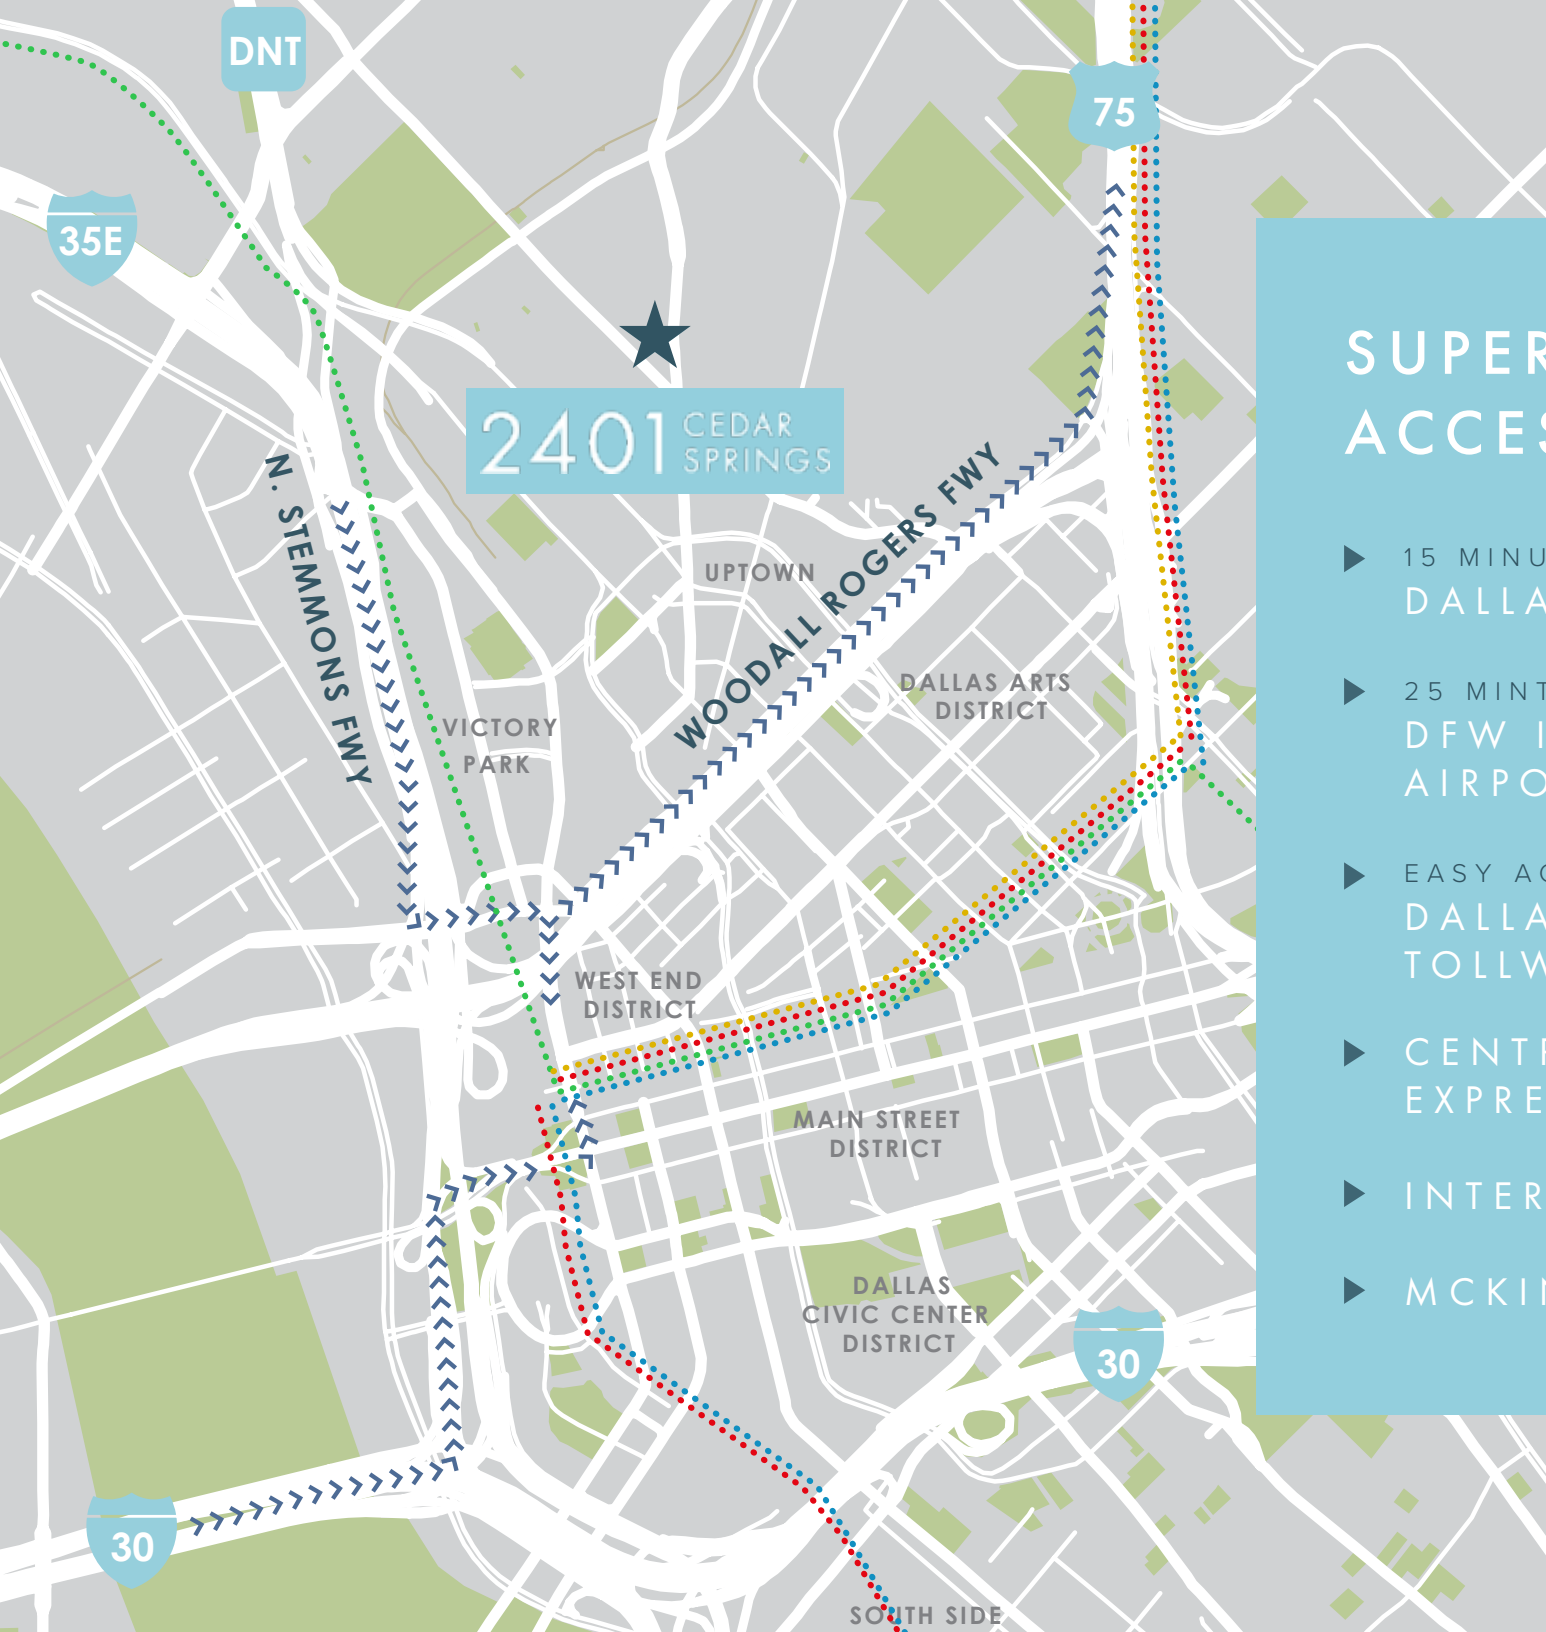 DNT
75
35E
2401 CEDAR
SPRINGS
N. STEMMONS FWY
WOODALL ROGERS FWY
UPTOWN
DALLAS ARTS
DISTRICT
VICTORY
PARK
WEST END
DISTRICT
MAIN STREET
DISTRICT
DALLAS
CIVIC CENTER
DISTRICT
30
30
SOUTH SIDE
SUPER
ACCES
15 MINU
DALLA
25 MINT
DFW I
AIRPO
EASY AC
DALLA
TOLLW
CENTR
EXPRE
INTER
MCKIN